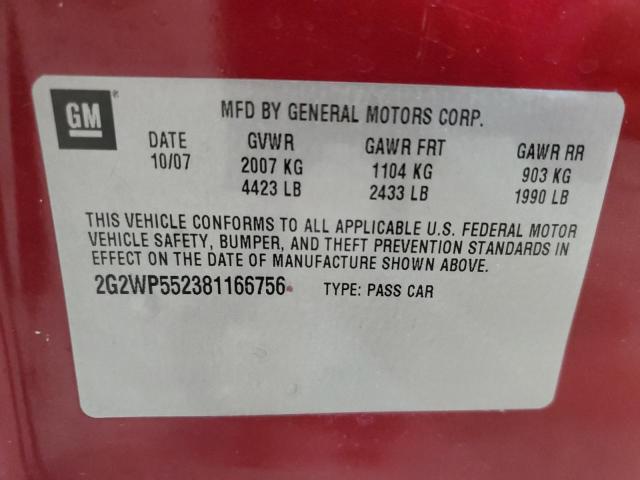 GM®
MFD BY GENERAL MOTORS CORP.
DATE GVWR GAWR FRT GAWR RR
10/07 2007 KG 1104 KG 903 KG
4423 LB 2433 LB 1990 LB
THIS VEHICLE CONFORMS TO ALL APPLICABLE U.S. FEDERAL MOTOR
VEHICLE SAFETY, BUMPER, AND THEFT PREVENTION STANDARDS IN
EFFECT ON THE DATE OF MANUFACTURE SHOWN ABOVE.
2G2WP552381166756 TYPE: PASS CAR